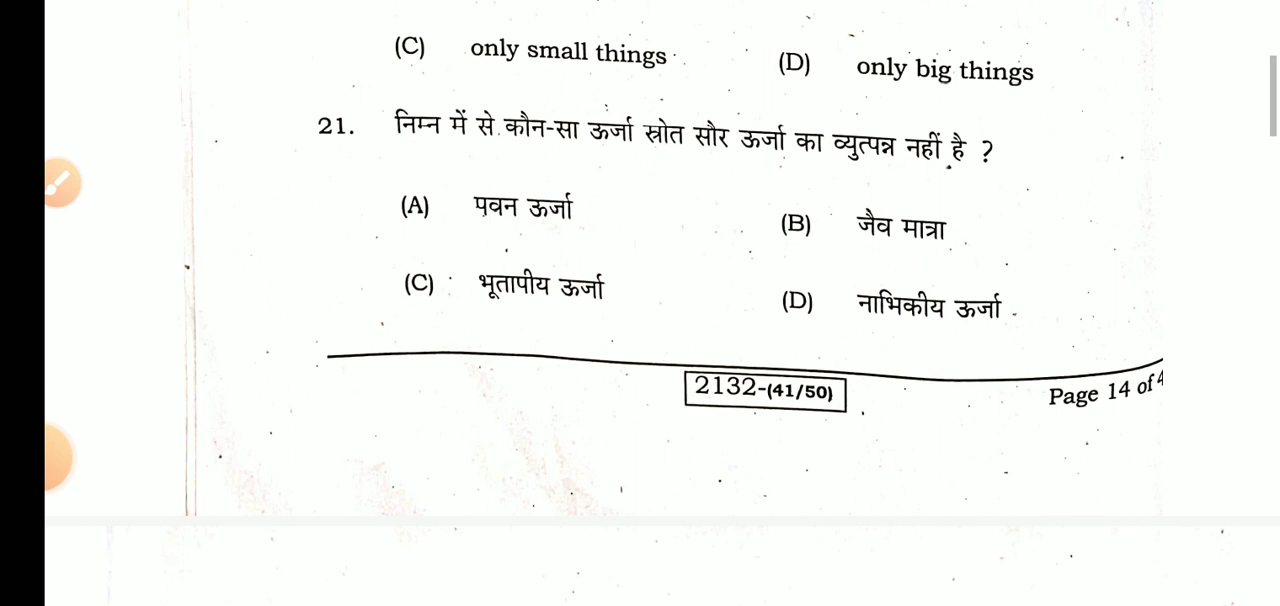 (C) only small things (D) only big things
21. निम्न में से कौन-सा ऊर्जा स्रोत सौर ऊर्जा का व्युत्पन्न नहीं है ?
(A) पवन ऊर्जा (B) जैव मात्रा
(C) भूतापीय ऊर्जा (D) नाभिकीय ऊर्जा
2132-(41/50) Page 14 of 4